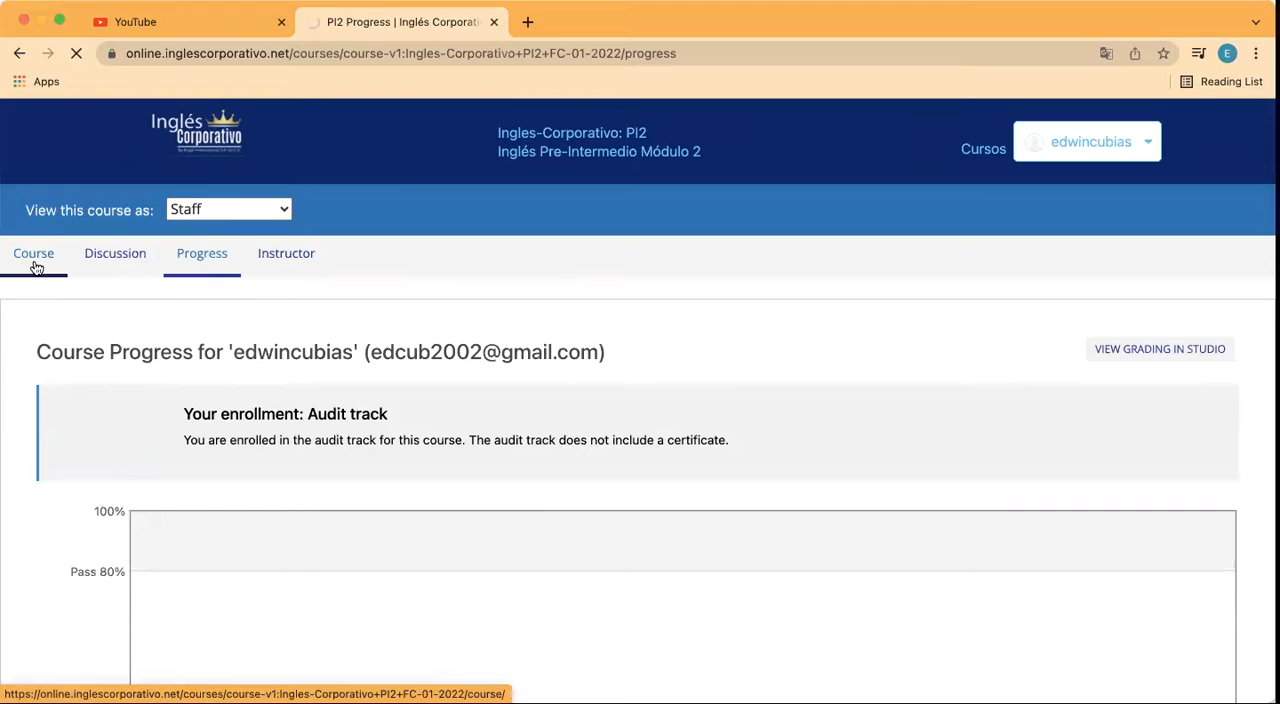 YouTube
PI2 Progress | Inglés Corporati
online.inglescorporativo.net/courses/course-v1:Ingles-Corporativo+PI2+FC-01-2022/progress
E
Apps
Reading List
Inglés
Corporativo
Ingles-Corporativo: PI2
Inglés Pre-Intermedio Módulo 2
Cursos
edwincubias
View this course as:
Staff
Course
Discussion
Progress
Instructor
Course Progress for 'edwincubias' (edcub2002@gmail.com)
VIEW GRADING IN STUDIO
Your enrollment: Audit track
You are enrolled in the audit track for this course. The audit track does not include a certificate.
100%
Pass 80%
https://online.inglescorporativo.net/courses/course-v1:Ingles-Corporativo+PI2+FC-01-2022/course/